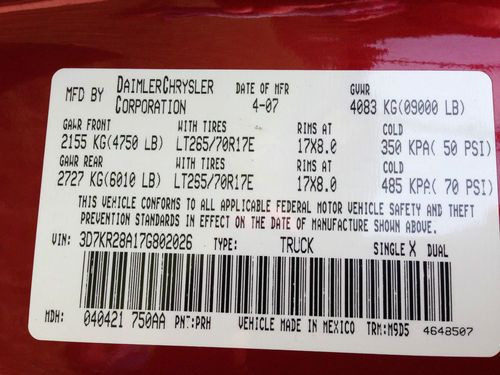 MFD BY DAIMLERCHRYSLER CORPORATION DATE OF MFR 4-07 GVWR 4083 KG(09000 LB)
GAWR FRONT WITH TIRES RIMS AT COLD
2155 KG(4750 LB) LT265/70R17E 17X8.0 350 KPA( 50 PSI)
GAWR REAR WITH TIRES RIMS AT COLD
2727 KG(6010 LB) LT265/70R17E 17X8.0 485 KPA( 70 PSI)
THIS VEHICLE CONFORMS TO ALL APPLICABLE FEDERAL MOTOR VEHICLE SAFETY AND THEFT
PREVENTION STANDARDS IN EFFECT ON THE DATE OF MANUFACTURE SHOWN ABOVE.
VIN: 3D7KR28A17G802026 TYPE: TRUCK SINGLE X DUAL
MDH: 040421 750AA PNT:PRH VEHICLE MADE IN MEXICO TRM:M9D5 4648507